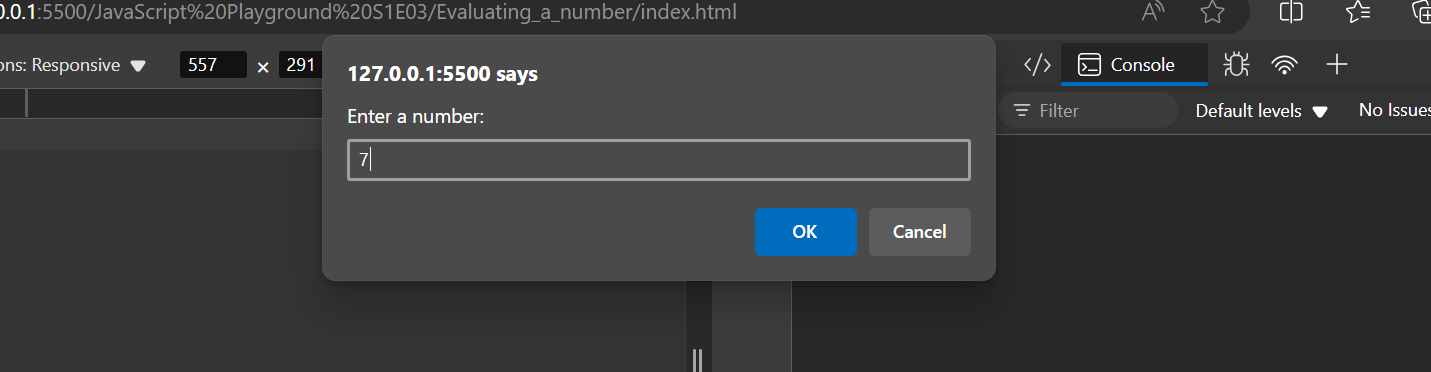 0.0.1:5500/JavaScript%20Playground%20S1E03/Evaluating_a_number/index.html
ons: Responsive 557 × 291
Console
127.0.0.1:5500 says
Enter a number:
7
OK Cancel
Filter Default levels No Issues